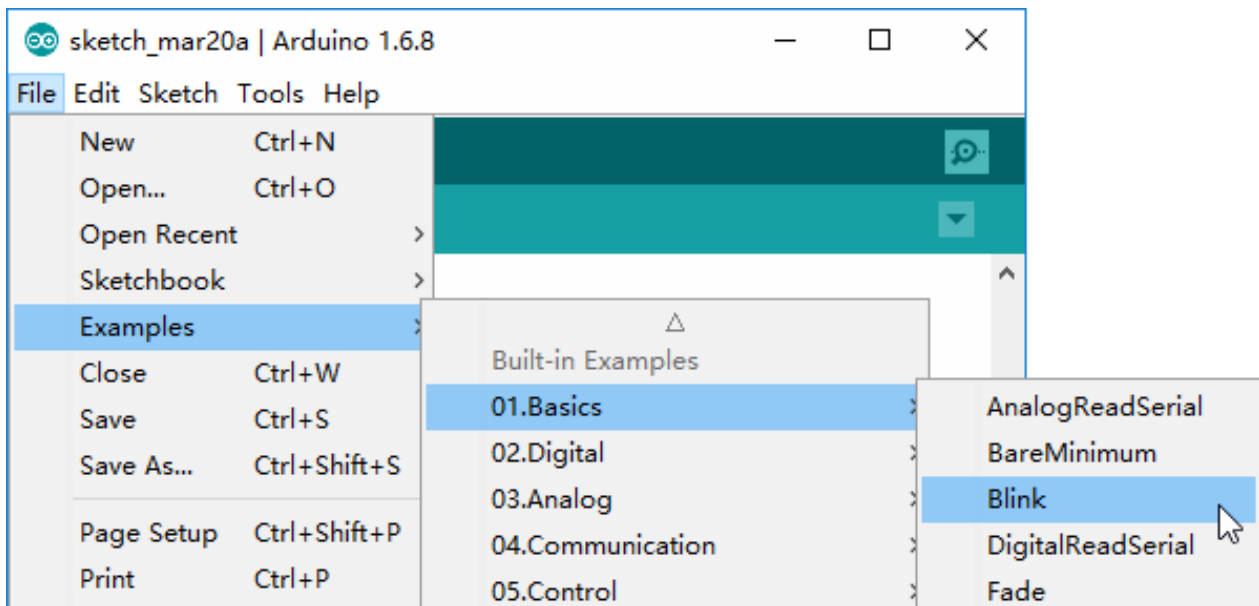 sketch_mar20a | Arduino 1.6.8
File Edit Sketch Tools Help
New Ctrl+N
Open... Ctrl+O
Open Recent
Sketchbook
Examples
Close Ctrl+W
Save Ctrl+S
Save As... Ctrl+Shift+S
Page Setup Ctrl+Shift+P
Print Ctrl+P
Built-in Examples
01.Basics
02.Digital
03.Analog
04.Communication
05.Control
AnalogReadSerial
BareMinimum
Blink
DigitalReadSerial
Fade